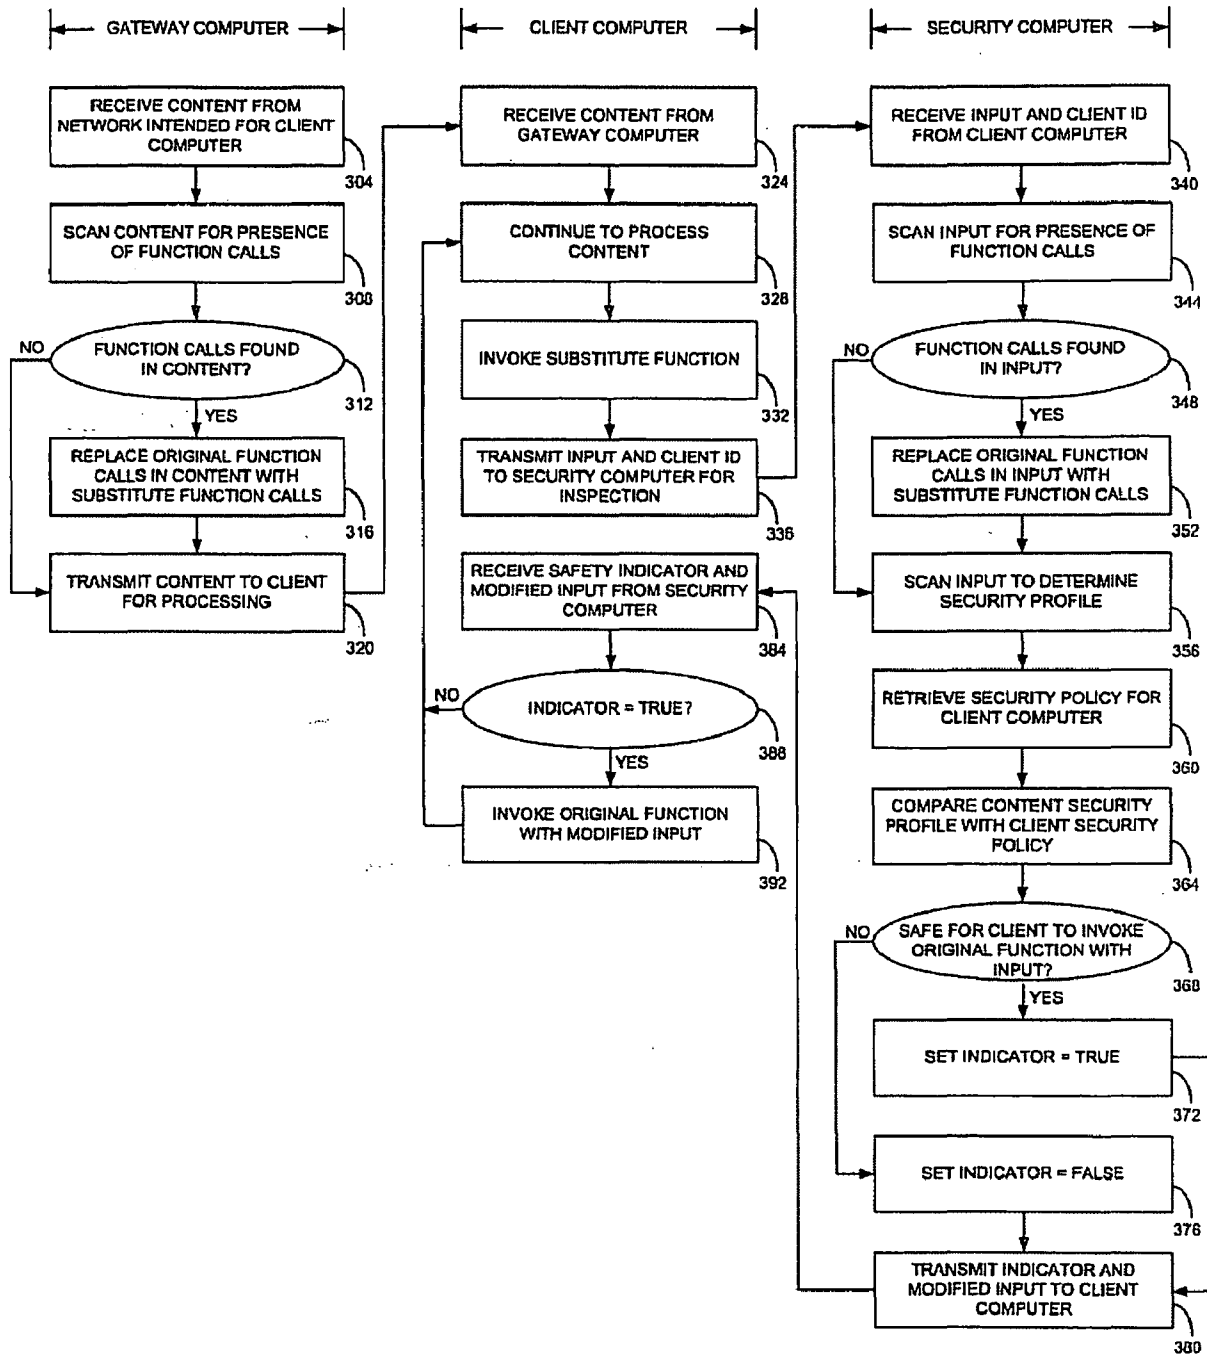 GATEWAY COMPUTER
RECEIVE CONTENT FROM
NETWORK INTENDED FOR CLIENT
COMPUTER
304
SCAN CONTENT FOR PRESENCE
OF FUNCTION CALLS
308
NO
FUNCTION CALLS FOUND
IN CONTENT?
312
YES
REPLACE ORIGINAL FUNCTION
CALLS IN CONTENT WITH
SUBSTITUTE FUNCTION CALLS
316
TRANSMIT CONTENT TO CLIENT
FOR PROCESSING
320
CLIENT COMPUTER
RECEIVE CONTENT FROM
GATEWAY COMPUTER
324
CONTINUE TO PROCESS
CONTENT
328
INVOKE SUBSTITUTE FUNCTION
332
TRANSMIT INPUT AND CLIENT ID
TO SECURITY COMPUTER FOR
INSPECTION
336
RECEIVE SAFETY INDICATOR AND
MODIFIED INPUT FROM SECURITY
COMPUTER
384
NO
INDICATOR = TRUE?
388
YES
INVOKE ORIGINAL FUNCTION
WITH MODIFIED INPUT
392
SECURITY COMPUTER
RECEIVE INPUT AND CLIENT ID
FROM CLIENT COMPUTER
340
SCAN INPUT FOR PRESENCE OF
FUNCTION CALLS
344
NO
FUNCTION CALLS FOUND
IN INPUT?
348
YES
REPLACE ORIGINAL FUNCTION
CALLS IN INPUT WITH
SUBSTITUTE FUNCTION CALLS
352
SCAN INPUT TO DETERMINE
SECURITY PROFILE
356
RETRIEVE SECURITY POLICY FOR
CLIENT COMPUTER
360
COMPARE CONTENT SECURITY
PROFILE WITH CLIENT SECURITY
POLICY
364
NO
SAFE FOR CLIENT TO INVOKE
ORIGINAL FUNCTION WITH
INPUT?
368
YES
SET INDICATOR = TRUE
372
SET INDICATOR = FALSE
376
TRANSMIT INDICATOR AND
MODIFIED INPUT TO CLIENT
COMPUTER
380